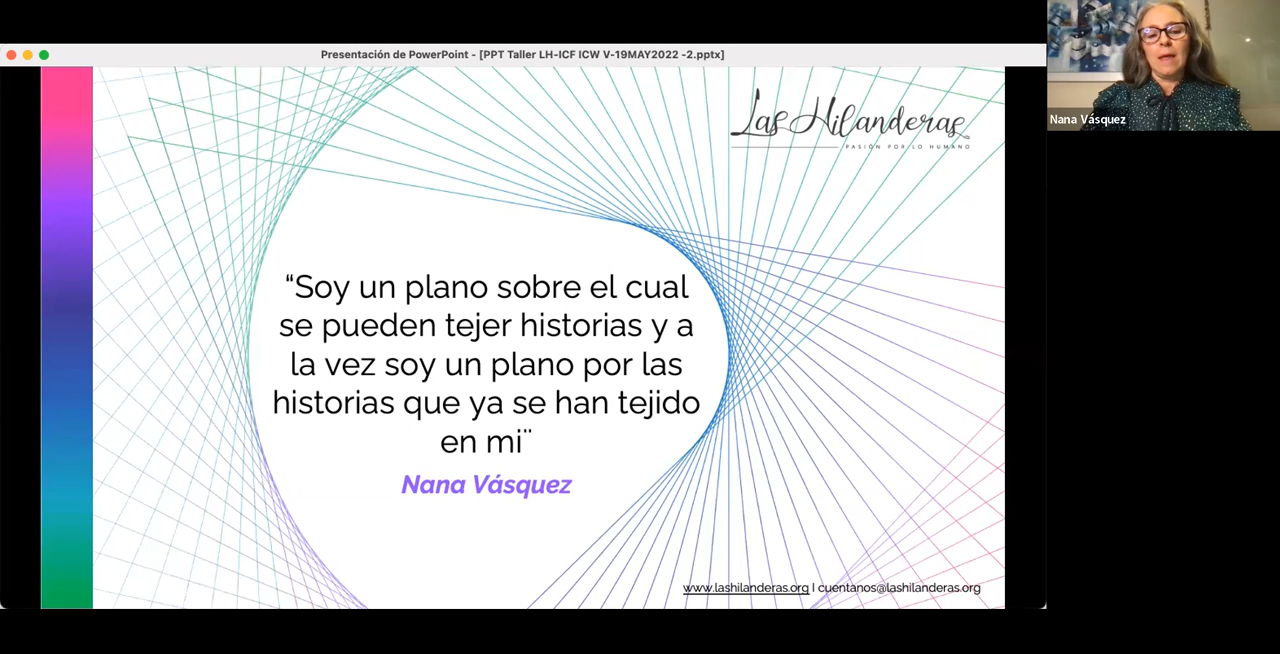 Presentación de PowerPoint - [PPT Taller LH-ICF ICW V-19MAY2022 -2.pptx]
Nana Vásquez
Las Hilanderas
PASIÓN POR LO HUMANO
“Soy un plano sobre el cual
se pueden tejer historias y a
la vez soy un plano por las
historias que ya se han tejido
en mi¨
Nana Vásquez
www.lashilanderas.org I cuentanos@lashilanderas.org